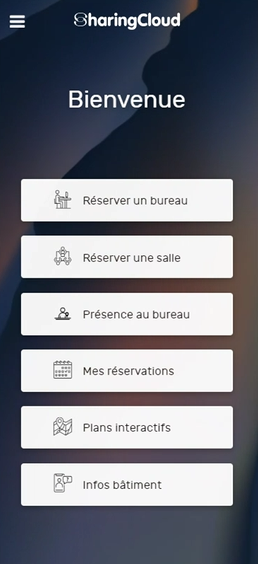 SharingCloud
Bienvenue
Réserver un bureau
Réserver une salle
Présence au bureau
Mes réservations
Plans interactifs
Infos bâtiment